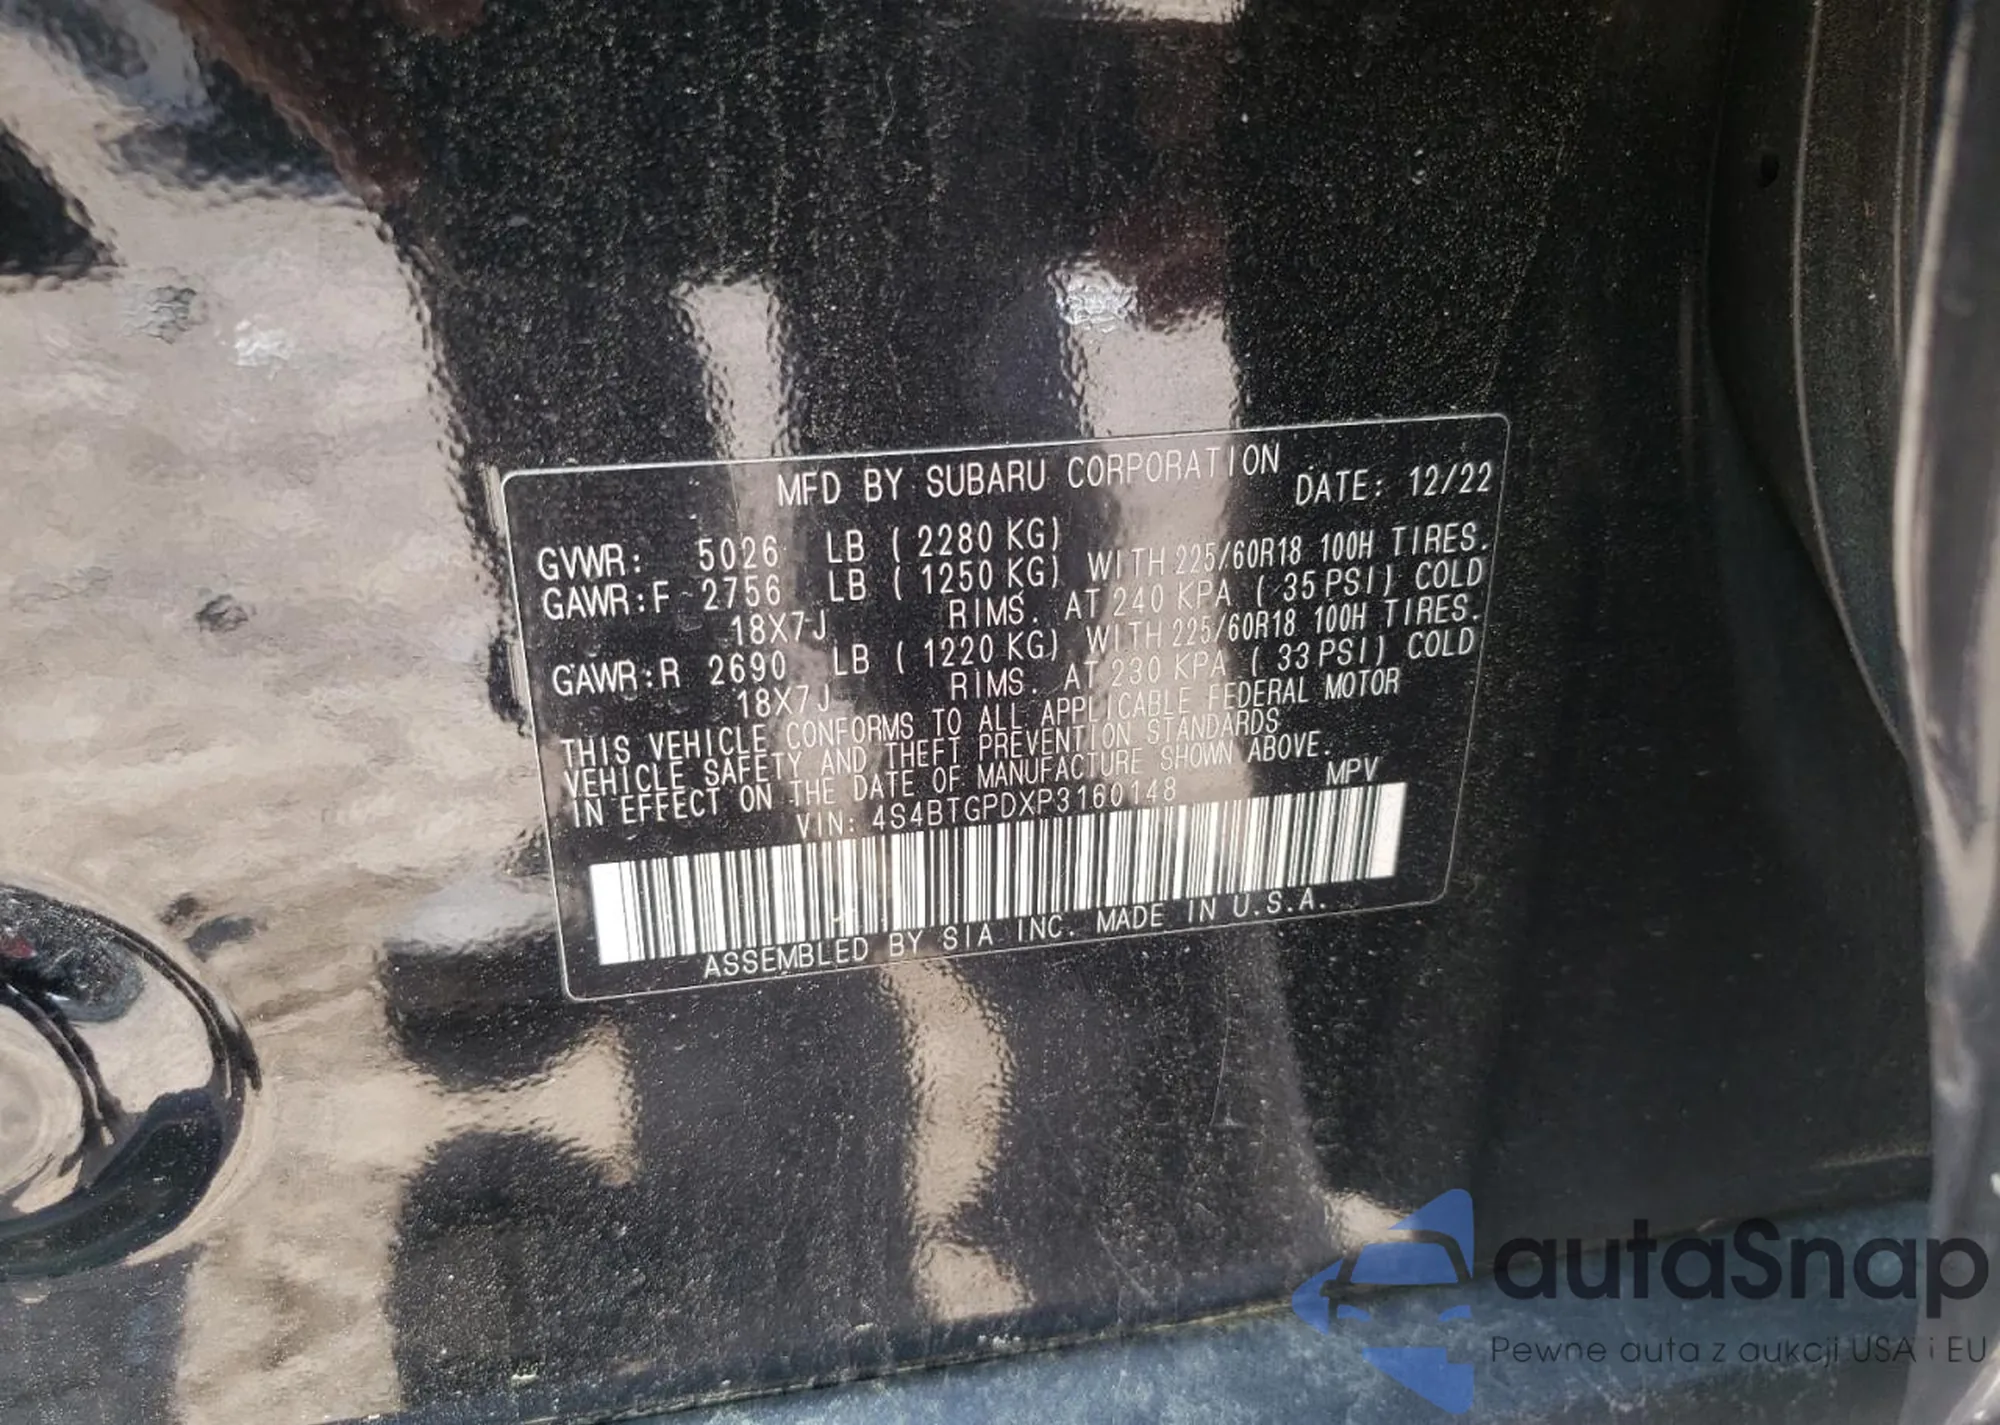 MFD BY SUBARU CORPORATION DATE: 12/22
GVWR: 5026 LB ( 2280 KG)
GAWR:F 2756 LB ( 1250 KG) WITH 225/60R18 100H TIRES.
18X7J RIMS. AT 240 KPA ( 35 PSI) COLD
GAWR:R 2690 LB ( 1220 KG) WITH 225/60R18 100H TIRES.
18X7J RIMS. AT 230 KPA ( 33 PSI) COLD
THIS VEHICLE CONFORMS TO ALL APPLICABLE FEDERAL MOTOR
VEHICLE SAFETY AND THEFT PREVENTION STANDARDS
IN EFFECT ON THE DATE OF MANUFACTURE SHOWN ABOVE.
VIN: 4S4BTGPDXP3160148 MPV
ASSEMBLED BY SIA INC. MADE IN U.S.A.
autaSnap
Pewne auta z aukcji USA i EU